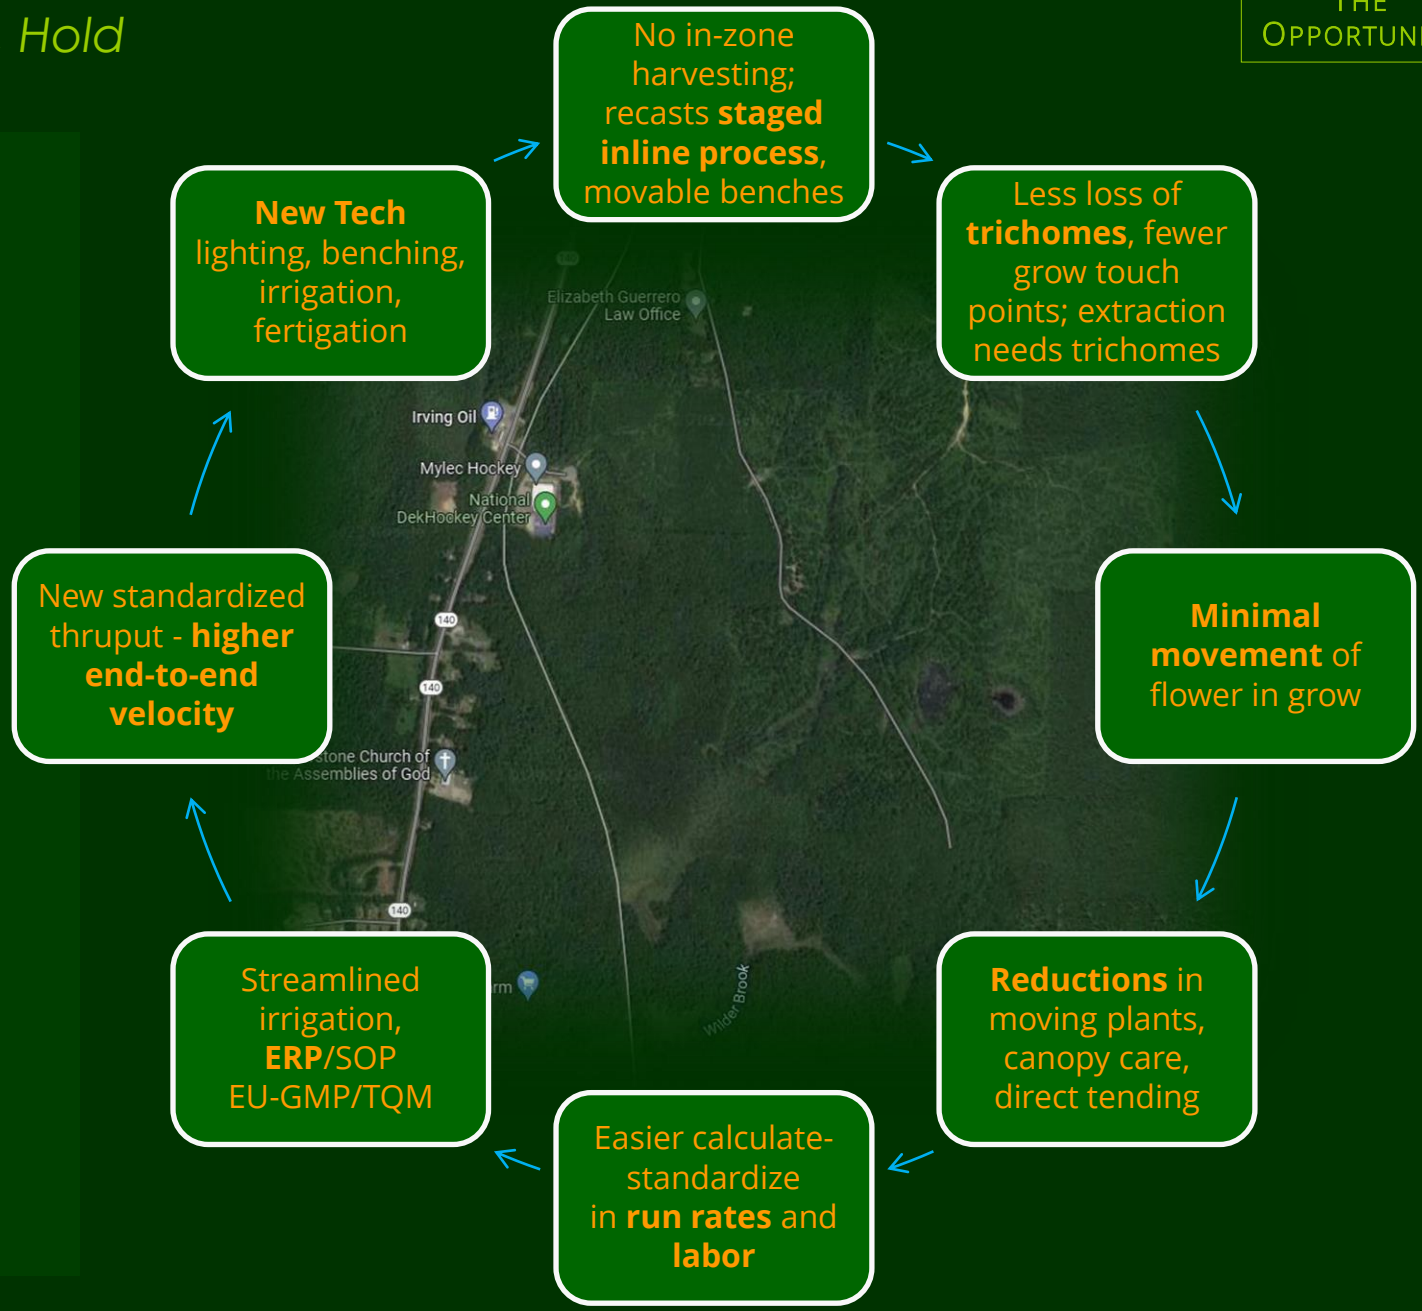 Hold
THE
No in-zone
harvesting;
recasts staged
inline process,
movable benches
Less loss of
trichomes, fewer
grow touch
points; extraction
needs trichomes
Minimal
movement of
flower in grow
Reductions in
moving plants,
canopy care,
direct tending
Easier calculate-
standardize
in run rates and
labor
Streamlined
irrigation,
ERP/SOP
EU-GMP/TQM
New standardized
thruput - higher
end-to-end
velocity
New Tech
lighting, benching,
irrigation,
fertigation
Elizabeth Guerrero
Law Office
Irving Oil
Mylec Hockey
National
DekHockey Center
140
140
Church of
the Assemblies of God
140
Wilder Brook